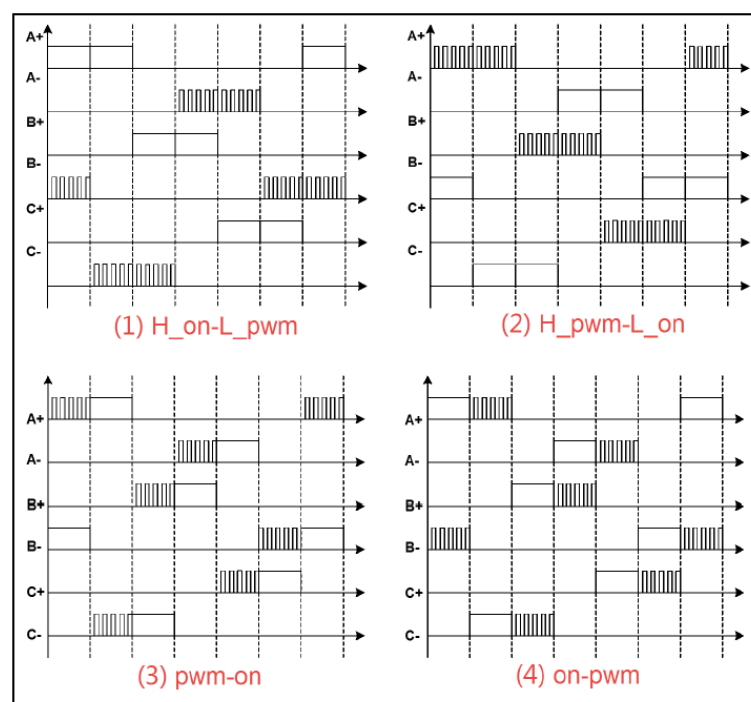 A+
A-
B+
B-
C+
C-
(1) H_on-L_pwm
A+
A-
B+
B-
C+
C-
(2) H_pwm-L_on
A+
A-
B+
B-
C+
C-
(3) pwm-on
A+
A-
B+
B-
C+
C-
(4) on-pwm